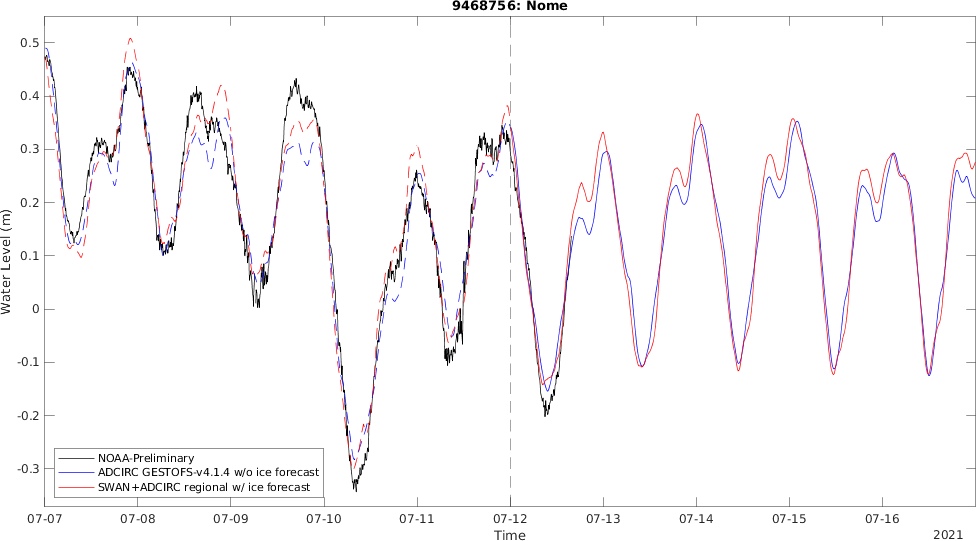 9468756: Nome
Water Level (m)
0.5
0.4
0.3
0.2
0.1
0
-0.1
-0.2
-0.3
NOAA-Preliminary
ADCIRC GESTOFS-v4.1.4 w/o ice forecast
SWAN+ADCIRC regional w/ ice forecast
07-07 07-08 07-09 07-10 07-11 07-12 07-13 07-14 07-15 07-16
Time
2021